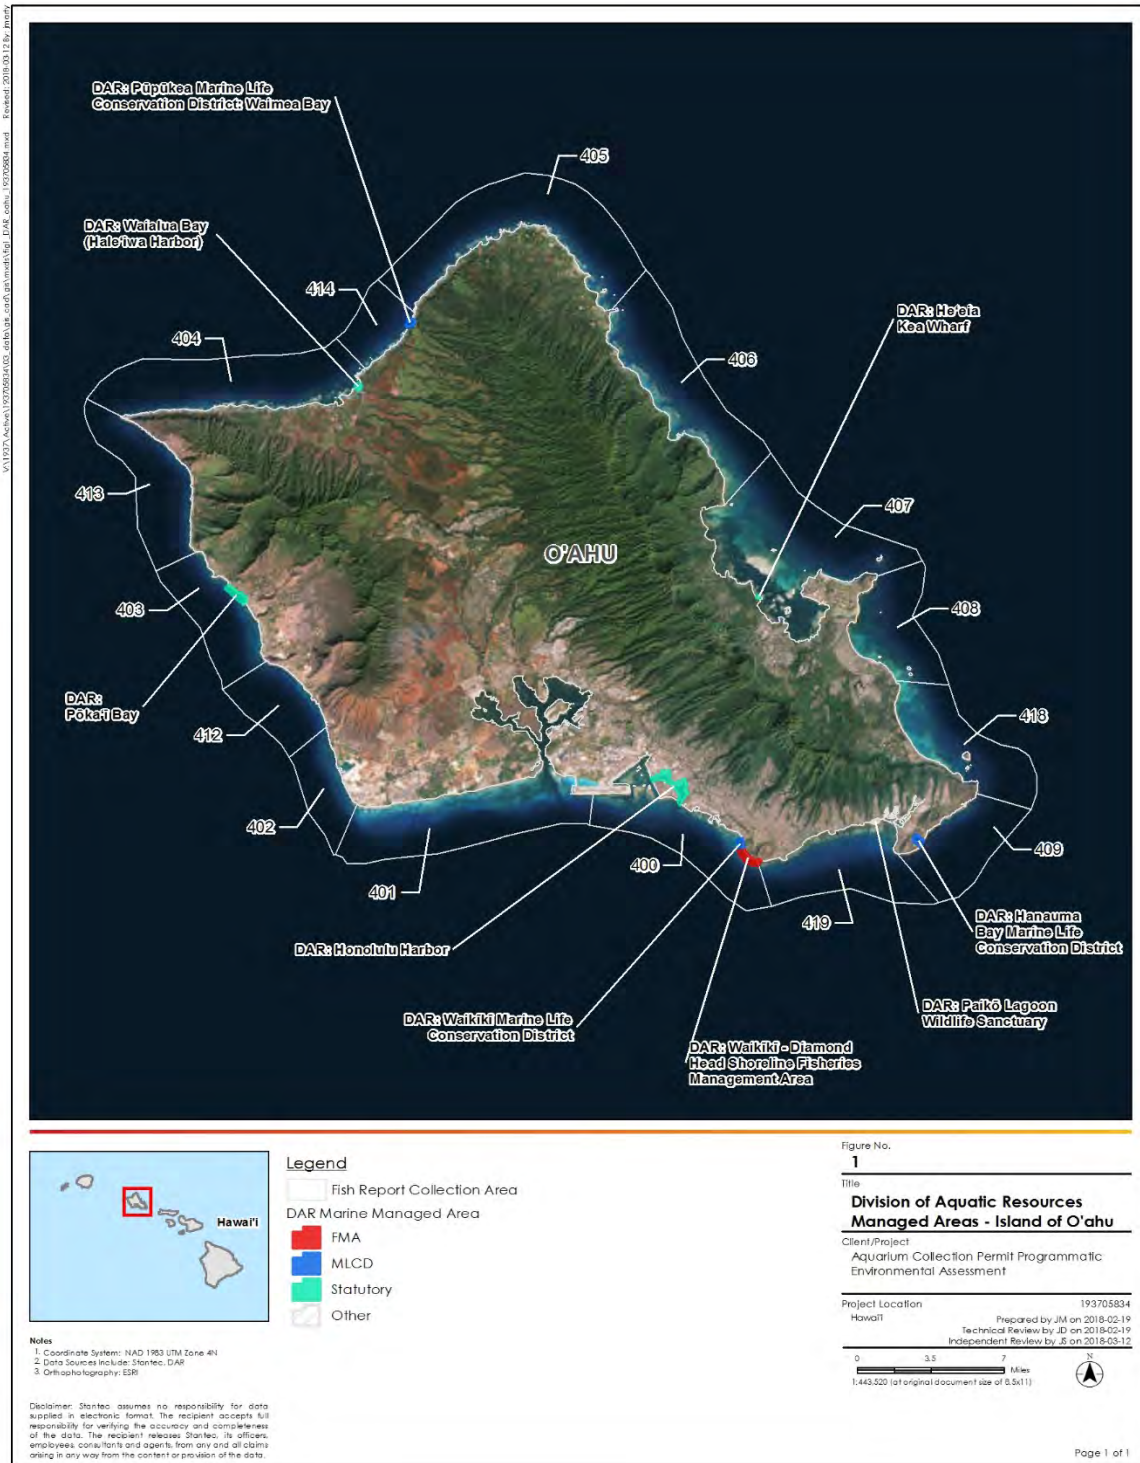 DAR: Pūpūkea Marine Life
Conservation District: Waimea Bay
405
DAR: Waialua Bay
(Hale'iwa Harbor)
414
404
DAR: He'eia
Kea Wharf
406
413
407
O'AHU
403
408
DAR:
Pōka'i Bay
412
418
402
400
409
401
419
DAR: Honolulu Harbor
DAR: Hanauma
Bay Marine Life
Conservation District
DAR: Waikīkī Marine Life
Conservation District
DAR: Paikō Lagoon
Wildlife Sanctuary
DAR: Waikīkī - Diamond
Head Shoreline Fisheries
Management Area
Hawai'i
Legend
Fish Report Collection Area
DAR Marine Managed Area
FMA
MLCD
Statutory
Other
Notes
1. Coordinate System: NAD 1983 UTM Zone 4N
2. Data Sources Include: Stantec, DAR
3. Orthophotography: ESRI
Disclaimer: Stantec assumes no responsibility for data
supplied in electronic format. The recipient accepts full
responsibility for verifying the accuracy and completeness
of the data. The recipient releases Stantec, its officers,
employees, consultants and agents, from any and all claims
arising in any way from the content or provision of the data.
Figure No.
1
Title
Division of Aquatic Resources
Managed Areas - Island of O'ahu
Client/Project
Aquarium Collection Permit Programmatic
Environmental Assessment
Project Location 193705834
Hawai'i
Prepared by JM on 2018-02-19
Technical Review by JD on 2018-02-19
Independent Review by JS on 2018-03-12
0 3.5 7
Miles
1:443,520 (at original document size of 8.5x11)
N
Page 1 of 1
Revised: 2018-03-12 By: jmarty